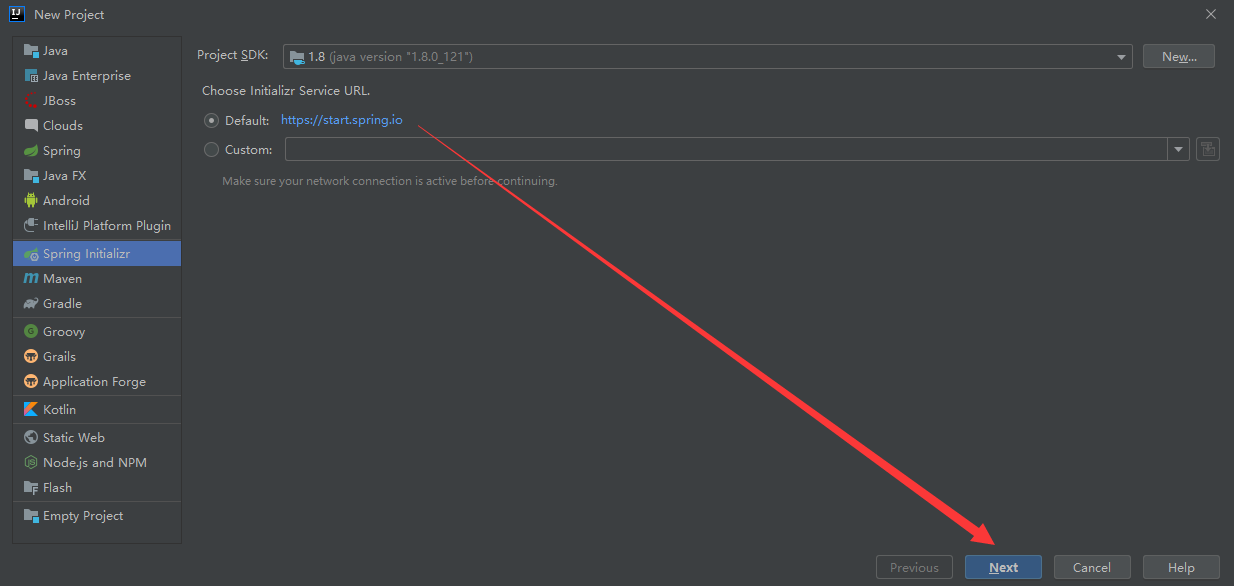 New Project
Java
Java Enterprise
JBoss
Clouds
Spring
Java FX
Android
IntelliJ Platform Plugin
Spring Initializr
Maven
Gradle
Groovy
Grails
Application Forge
Kotlin
Static Web
Node.js and NPM
Flash
Empty Project
Project SDK: 1.8 (java version "1.8.0_121") New...
Choose Initializr Service URL.
Default: https://start.spring.io
Custom:
Make sure your network connection is active before continuing.
Previous Next Cancel Help